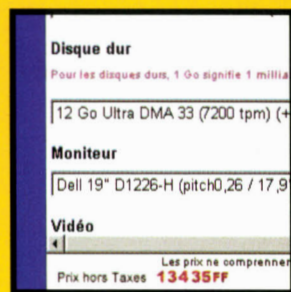 Disque dur
Pour les disques durs, 1 Go signifie 1 millia
12 Go Ultra DMA 33 (7200 tpm) (+
Moniteur
Dell 19" D1226-H (pitch0,26 / 17,9"
Vidéo
Les prix ne comprennen
Prix hors Taxes 13435FF